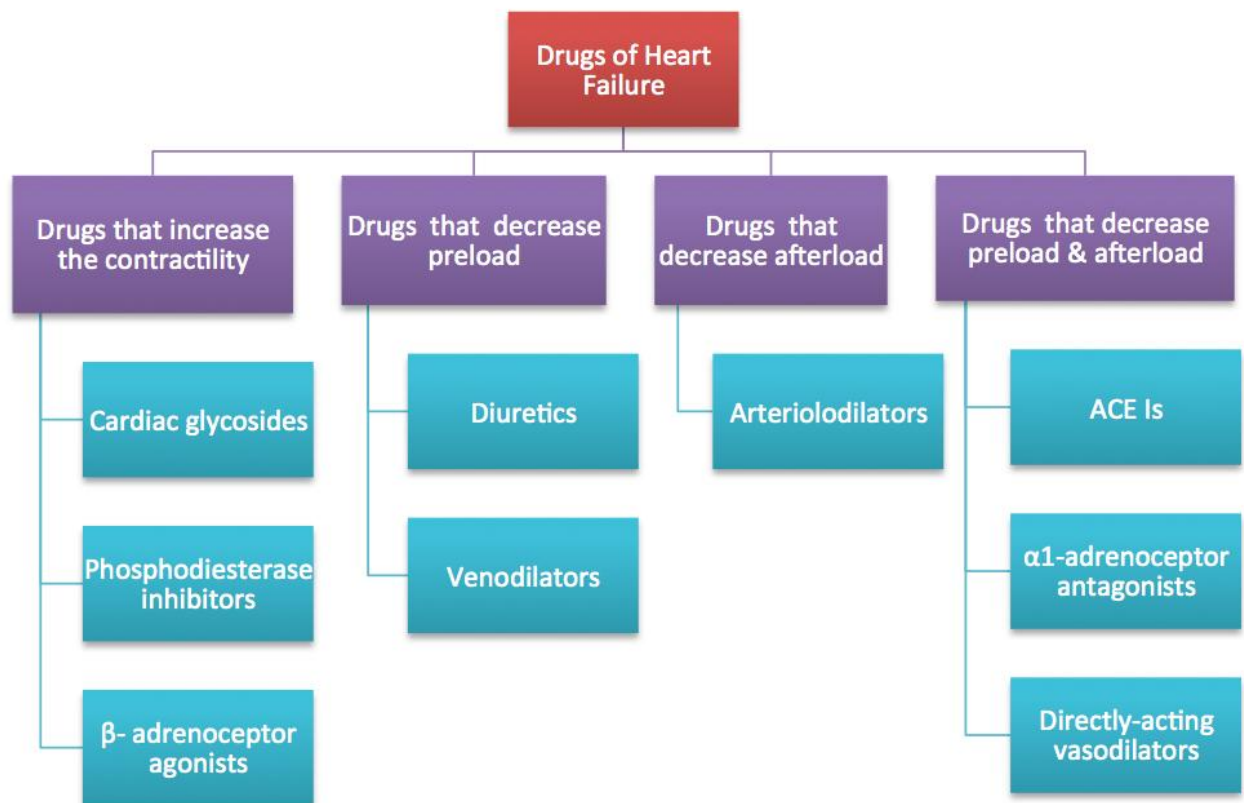 Drugs of Heart
Failure
Drugs that increase
the contractility
Cardiac glycosides
Phosphodiesterase
inhibitors
β- adrenoceptor
agonists
Drugs that decrease
preload
Diuretics
Venodilators
Drugs that
decrease afterload
Arteriolodilators
Drugs that decrease
preload & afterload
ACE Is
α1-adrenoceptor
antagonists
Directly-acting
vasodilators